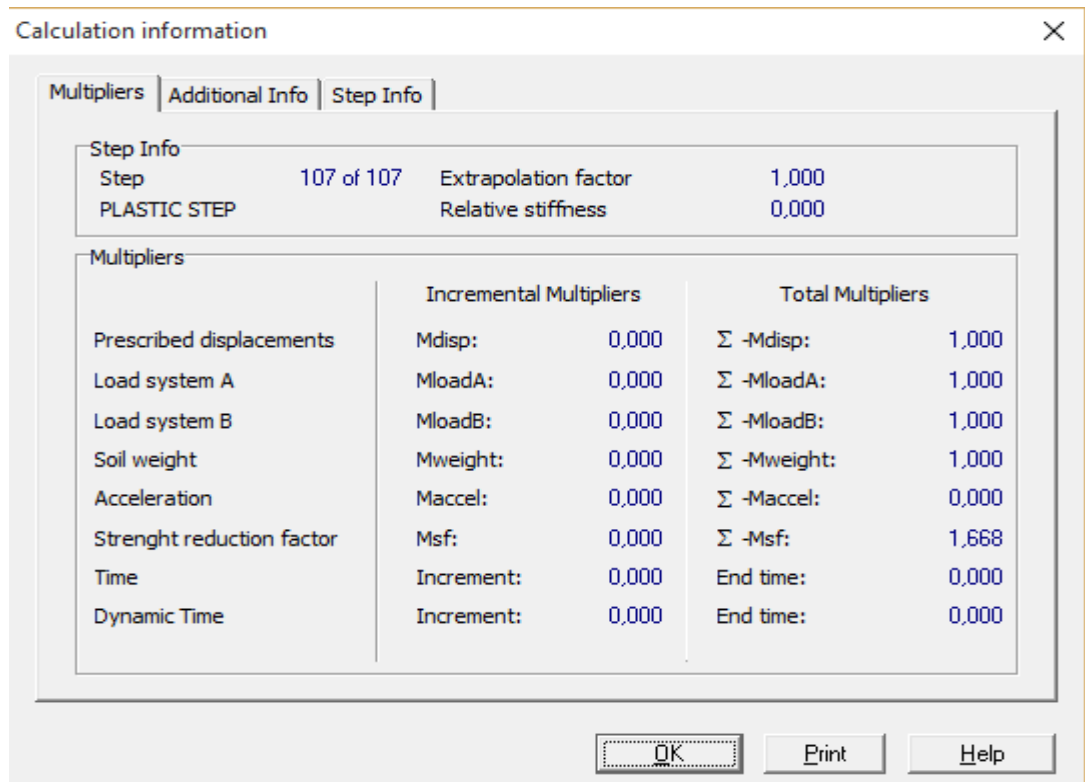 Calculation information
Multipliers Additional Info Step Info
Step Info
Step 107 of 107 Extrapolation factor 1,000
PLASTIC STEP Relative stiffness 0,000
Multipliers
Incremental Multipliers Total Multipliers
Prescribed displacements Mdisp: 0,000 Σ -Mdisp: 1,000
Load system A MloadA: 0,000 Σ -MloadA: 1,000
Load system B MloadB: 0,000 Σ -MloadB: 1,000
Soil weight Mweight: 0,000 Σ -Mweight: 1,000
Acceleration Maccel: 0,000 Σ -Maccel: 0,000
Strenght reduction factor Msf: 0,000 Σ -Msf: 1,668
Time Increment: 0,000 End time: 0,000
Dynamic Time Increment: 0,000 End time: 0,000
OK Print Help